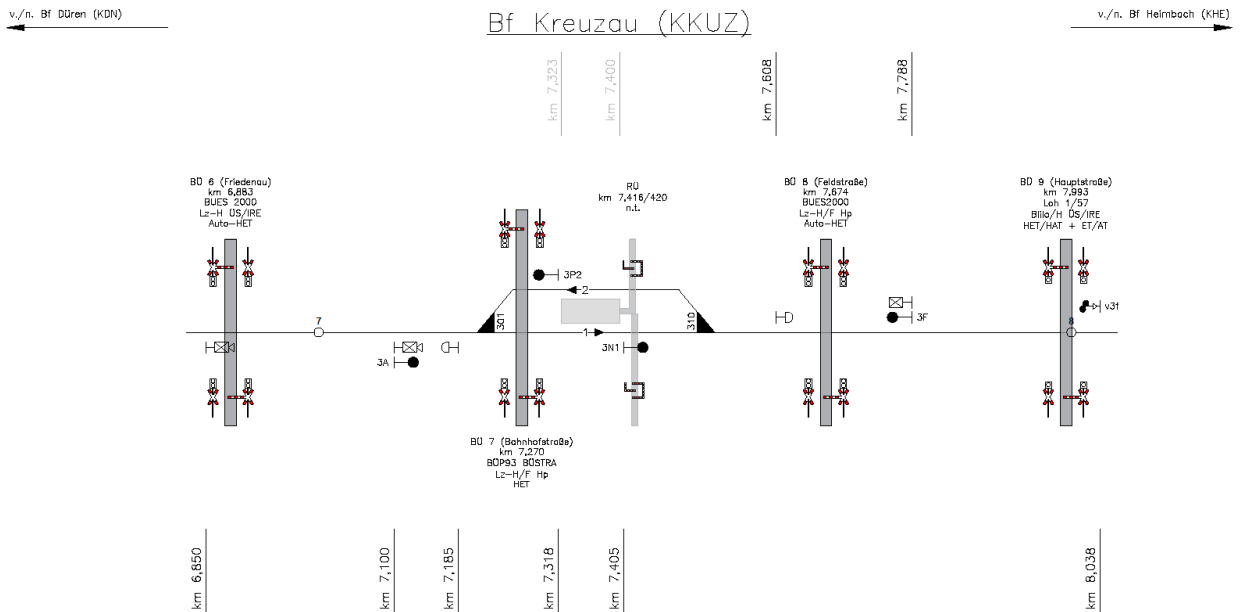 v./n. Bf Düren (KDN)
Bf Kreuzau (KKUZ)
v./n. Bf Heimbach (KHE)
km 7,323
km 7,400
km 7,608
km 7,788
BÜ 6 (Friedenau)
km 6,883
BUES 2000
Lz-H ÜS/IRE
Auto-HET
RÜ
km 7,416/420
n.t.
BÜ 8 (Feldstraße)
km 7,674
BUES2000
Lz-H/F Hp
Auto-HET
BÜ 9 (Hauptstraße)
km 7,993
Loh 1/57
Blilo/H ÜS/IRE
HET/HAT + ET/AT
3P2
2
301
310
7
1
3A
3N1
3F
8
v3f
BÜ 7 (Bahnhofstraße)
km 7,270
BÜP93 BÜSTRA
Lz-H/F Hp
HET
km 6,850
km 7,100
km 7,185
km 7,318
km 7,405
km 8,038